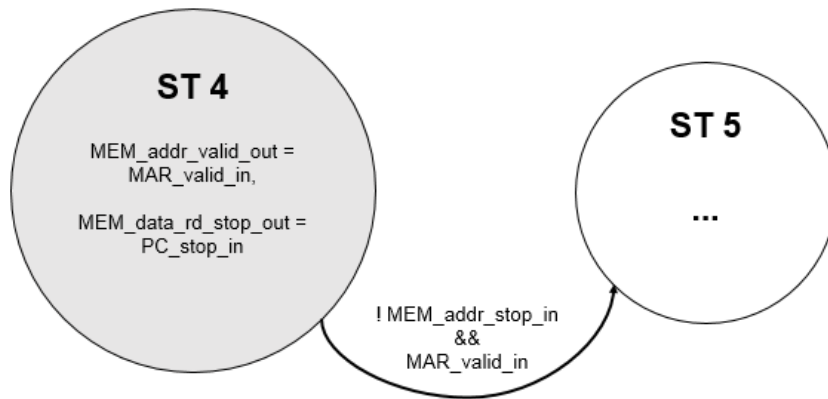 ST 4
MEM_addr_valid_out =
MAR_valid_in,
MEM_data_rd_stop_out =
PC_stop_in
ST 5
...
! MEM_addr_stop_in
&&
MAR_valid_in